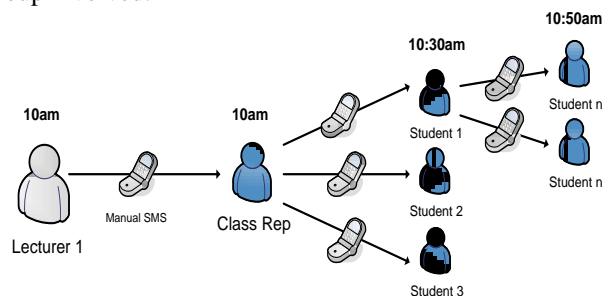 10:50am
10:30am
10am
10am
Student n
Student 1
Student n
Manual SMS
Class Rep
Student 2
Lecturer 1
Student 3